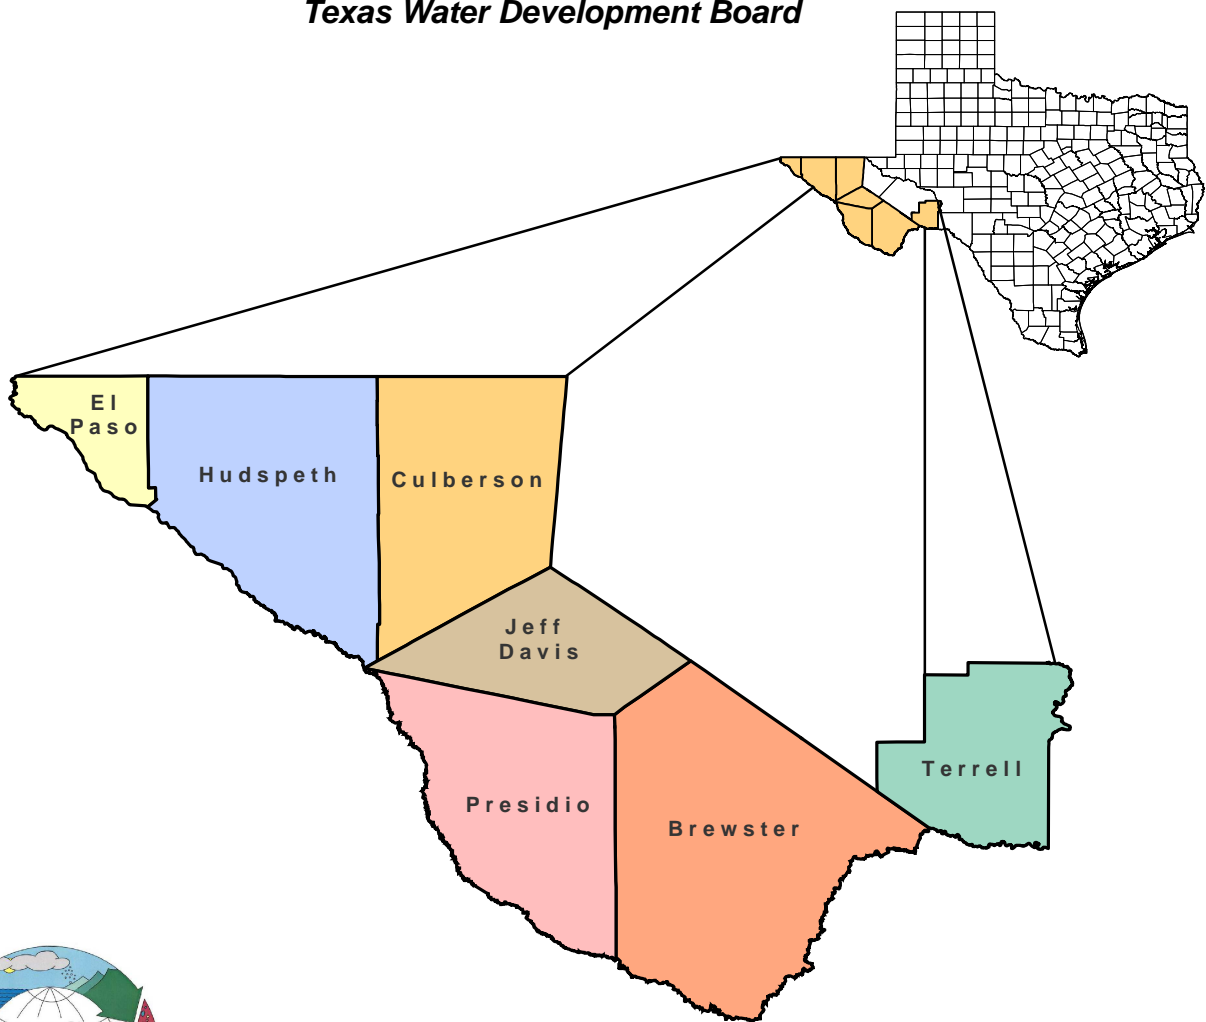 Texas Water Development Board
El
Paso
Hudspeth
Culberson
Jeff
Davis
Terrell
Presidio
Brewster